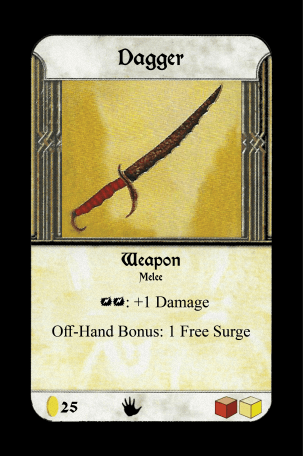 Dagger
Weapon
Melee
: +1 Damage
Off-Hand Bonus: 1 Free Surge
25